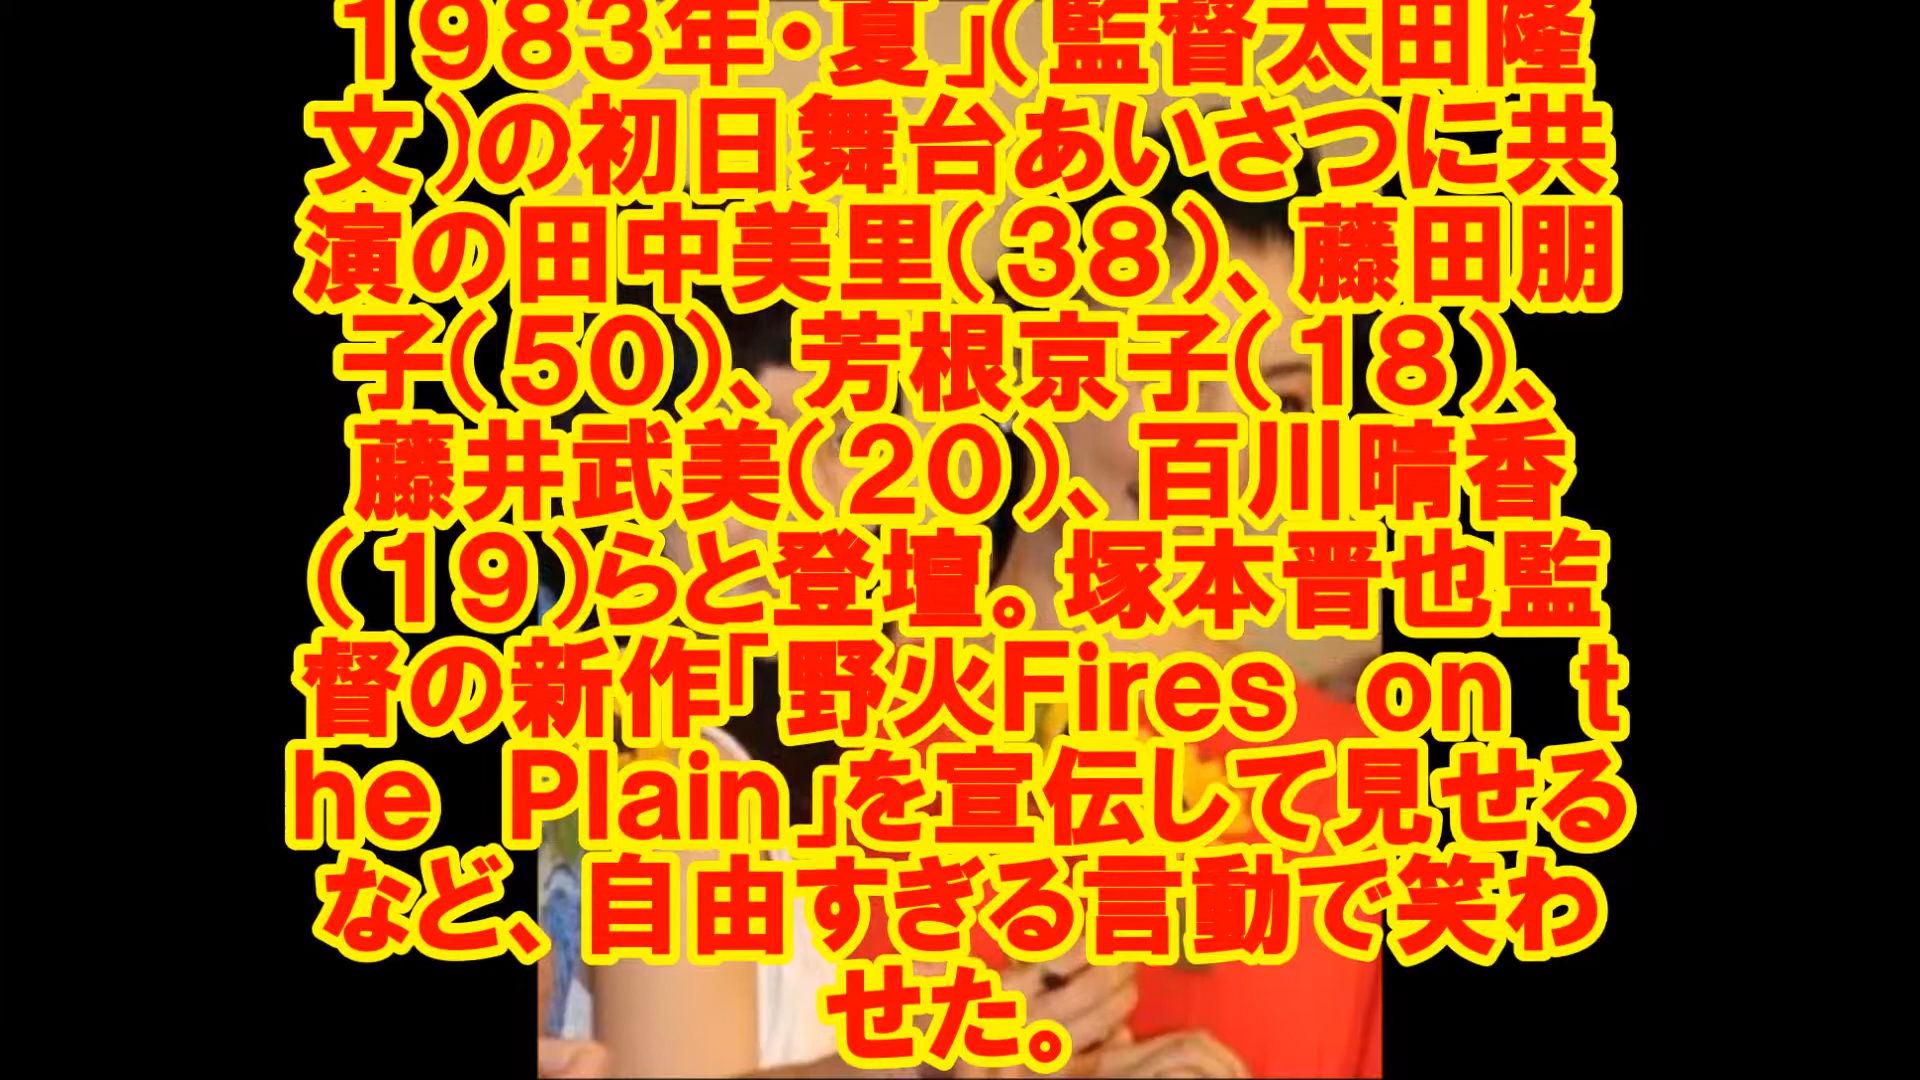 1983年・夏」(監督太田隆
文)の初日舞台あいさつに共
演の田中美里(38)、藤田朋
子(50)、芳根京子(18)、
藤井武美(20)、百川晴香
(19)らと登壇。塚本晋也監
督の新作「野火Fires on t
he Plain」を宣伝して見せる
など、自由すぎる言動で笑わ
せた。